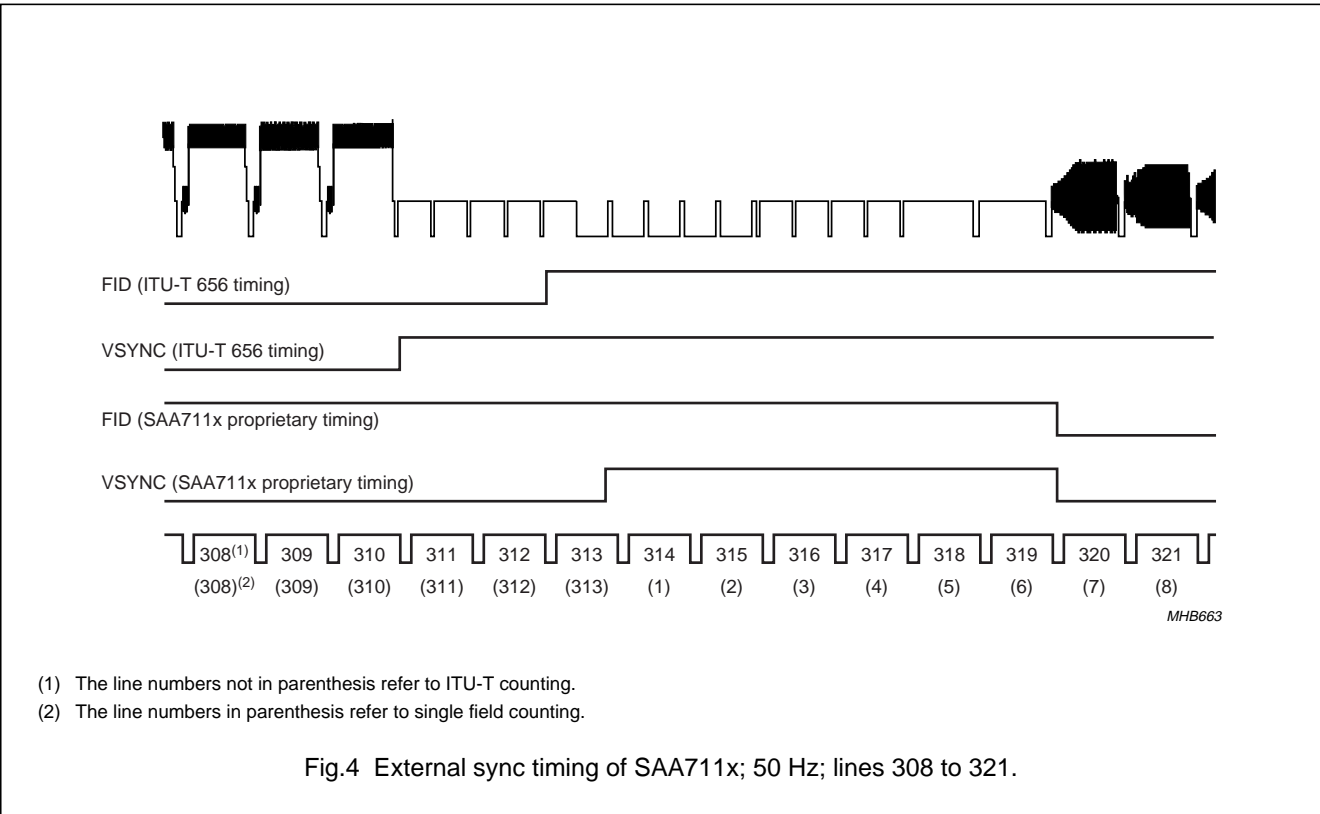 FID (ITU-T 656 timing)
VSYNC (ITU-T 656 timing)
FID (SAA711x proprietary timing)
VSYNC (SAA711x proprietary timing)
308(1) 309 310 311 312 313 314 315 316 317 318 319 320 321
(308)(2) (309) (310) (311) (312) (313) (1) (2) (3) (4) (5) (6) (7) (8)
MHB663
(1) The line numbers not in parenthesis refer to ITU-T counting.
(2) The line numbers in parenthesis refer to single field counting.
Fig.4 External sync timing of SAA711x; 50 Hz; lines 308 to 321.